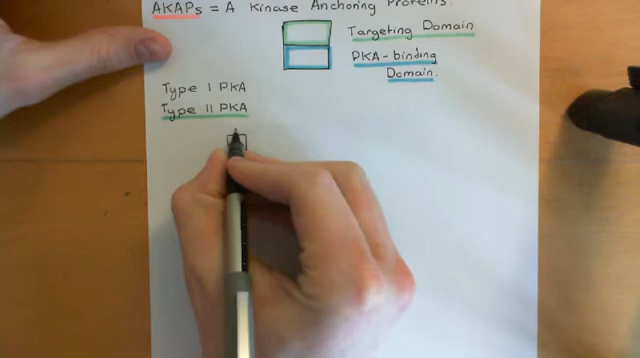 AKAPs = A Kinase Anchoring Proteins.
Targeting Domain
PKA-binding
Domain.
Type I PKA
Type II PKA